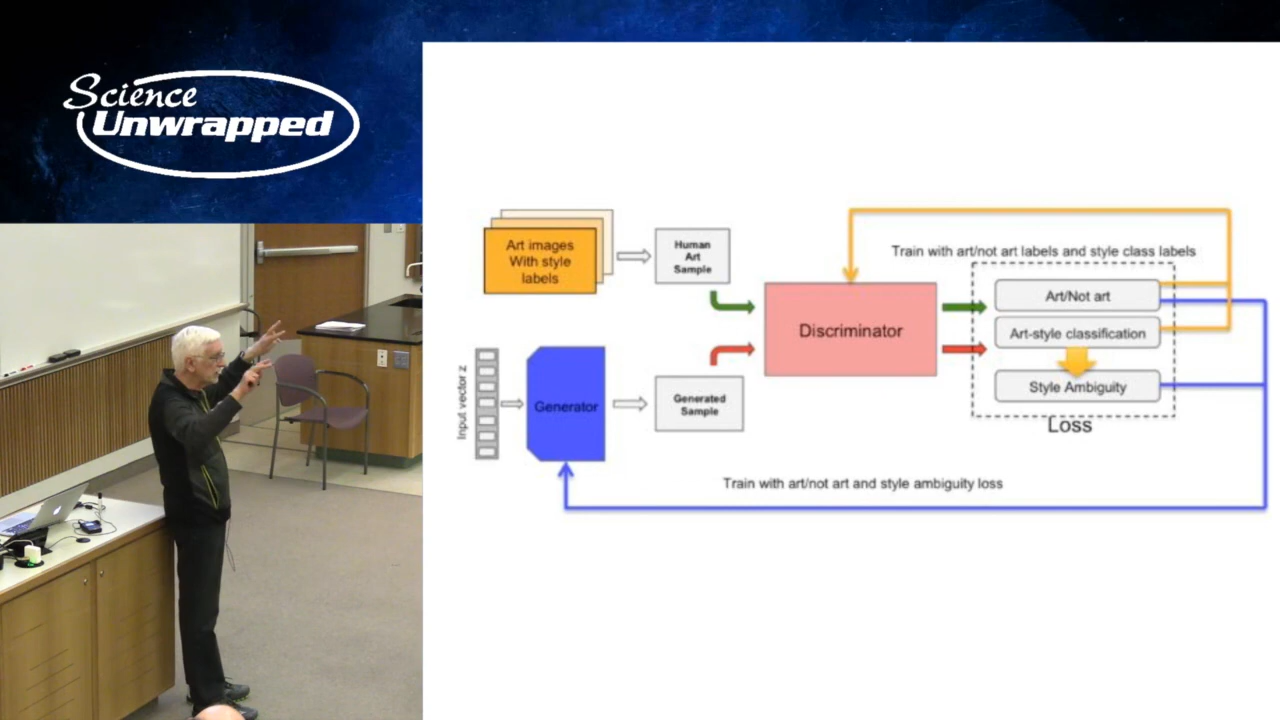 Science
Unwrapped
Art images
With style
labels
Human
Art
Sample
Train with art/not art labels and style class labels
Discriminator
Art/Not art
Art-style classification
Style Ambiguity
Loss
Input vector z
Generator
Generated
Sample
Train with art/not art and style ambiguity loss